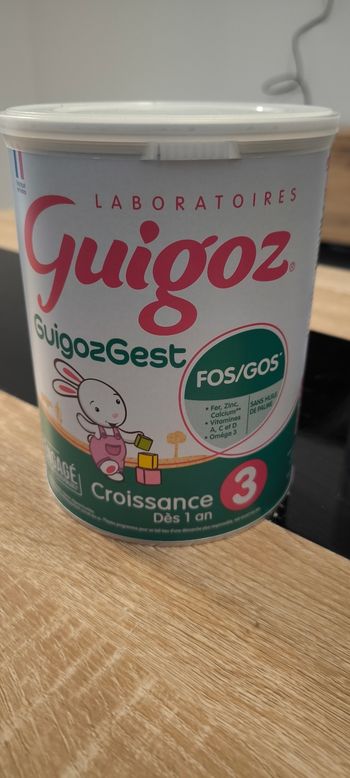 LABORATOIRES
Guigoz®
GuigozGest
FOS/GOS*
• Fer, Zinc,
Calcium**
• Vitamines
A, C et D
• Oméga 3
SANS HUILE
DE PALME
Croissance 3
Dès 1 an